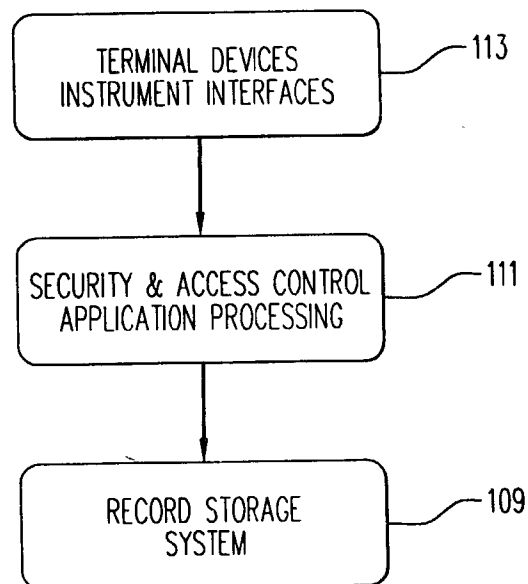 TERMINAL DEVICES
INSTRUMENT INTERFACES
113
SECURITY & ACCESS CONTROL
APPLICATION PROCESSING
111
RECORD STORAGE
SYSTEM
109